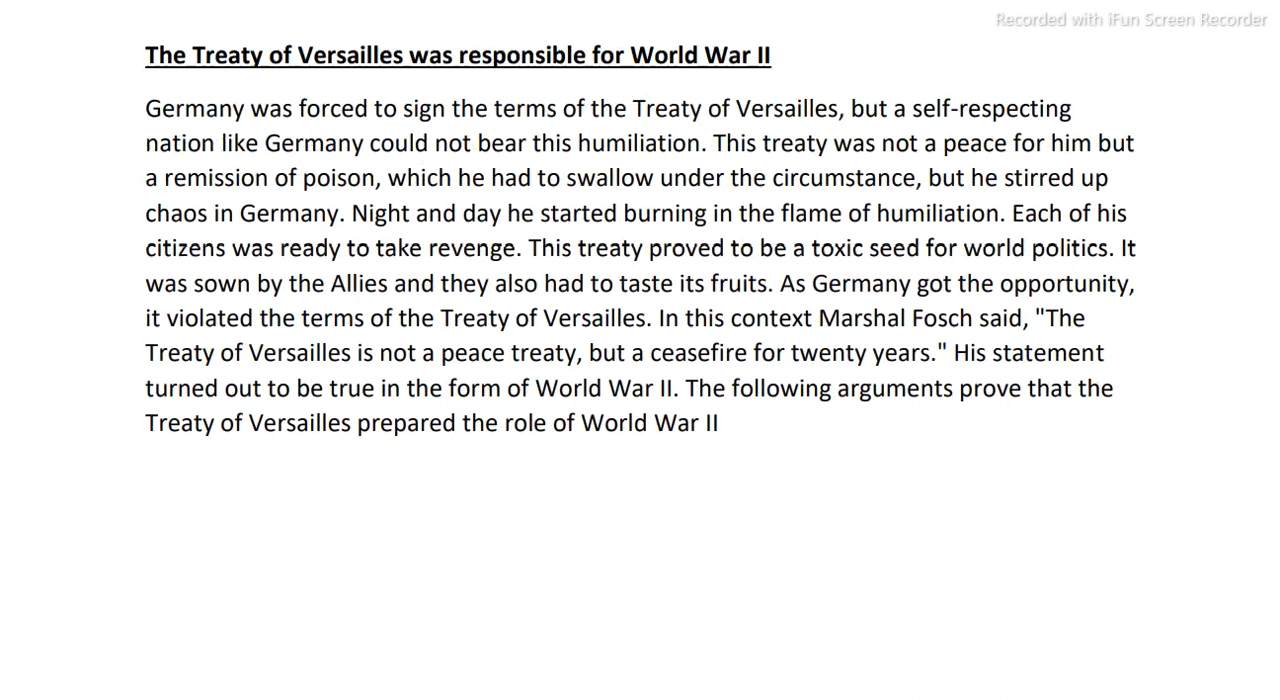 Recorded with iFun Screen Recorder
The Treaty of Versailles was responsible for World War II
Germany was forced to sign the terms of the Treaty of Versailles, but a self-respecting
nation like Germany could not bear this humiliation. This treaty was not a peace for him but
a remission of poison, which he had to swallow under the circumstance, but he stirred up
chaos in Germany. Night and day he started burning in the flame of humiliation. Each of his
citizens was ready to take revenge. This treaty proved to be a toxic seed for world politics. It
was sown by the Allies and they also had to taste its fruits. As Germany got the opportunity,
it violated the terms of the Treaty of Versailles. In this context Marshal Fosch said, "The
Treaty of Versailles is not a peace treaty, but a ceasefire for twenty years." His statement
turned out to be true in the form of World War II. The following arguments prove that the
Treaty of Versailles prepared the role of World War II